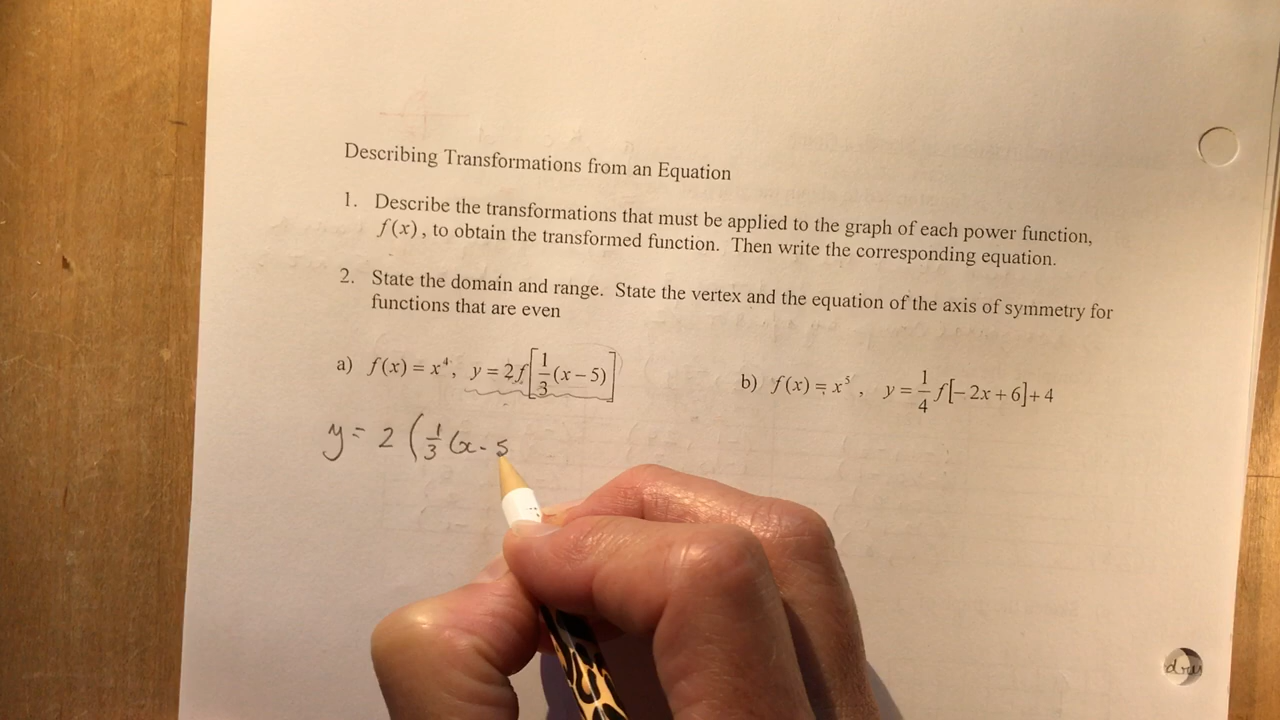 Describing Transformations from an Equation
1. Describe the transformations that must be applied to the graph of each power function,
f(x), to obtain the transformed function. Then write the corresponding equation.
2. State the domain and range. State the vertex and the equation of the axis of symmetry for
functions that are even
a) f(x) = x⁴, y = 2f[1/3(x − 5)]
b) f(x) = x⁵, y = 1/4 f[−2x + 6] + 4
y = 2 (1/3 (x - 5
dry